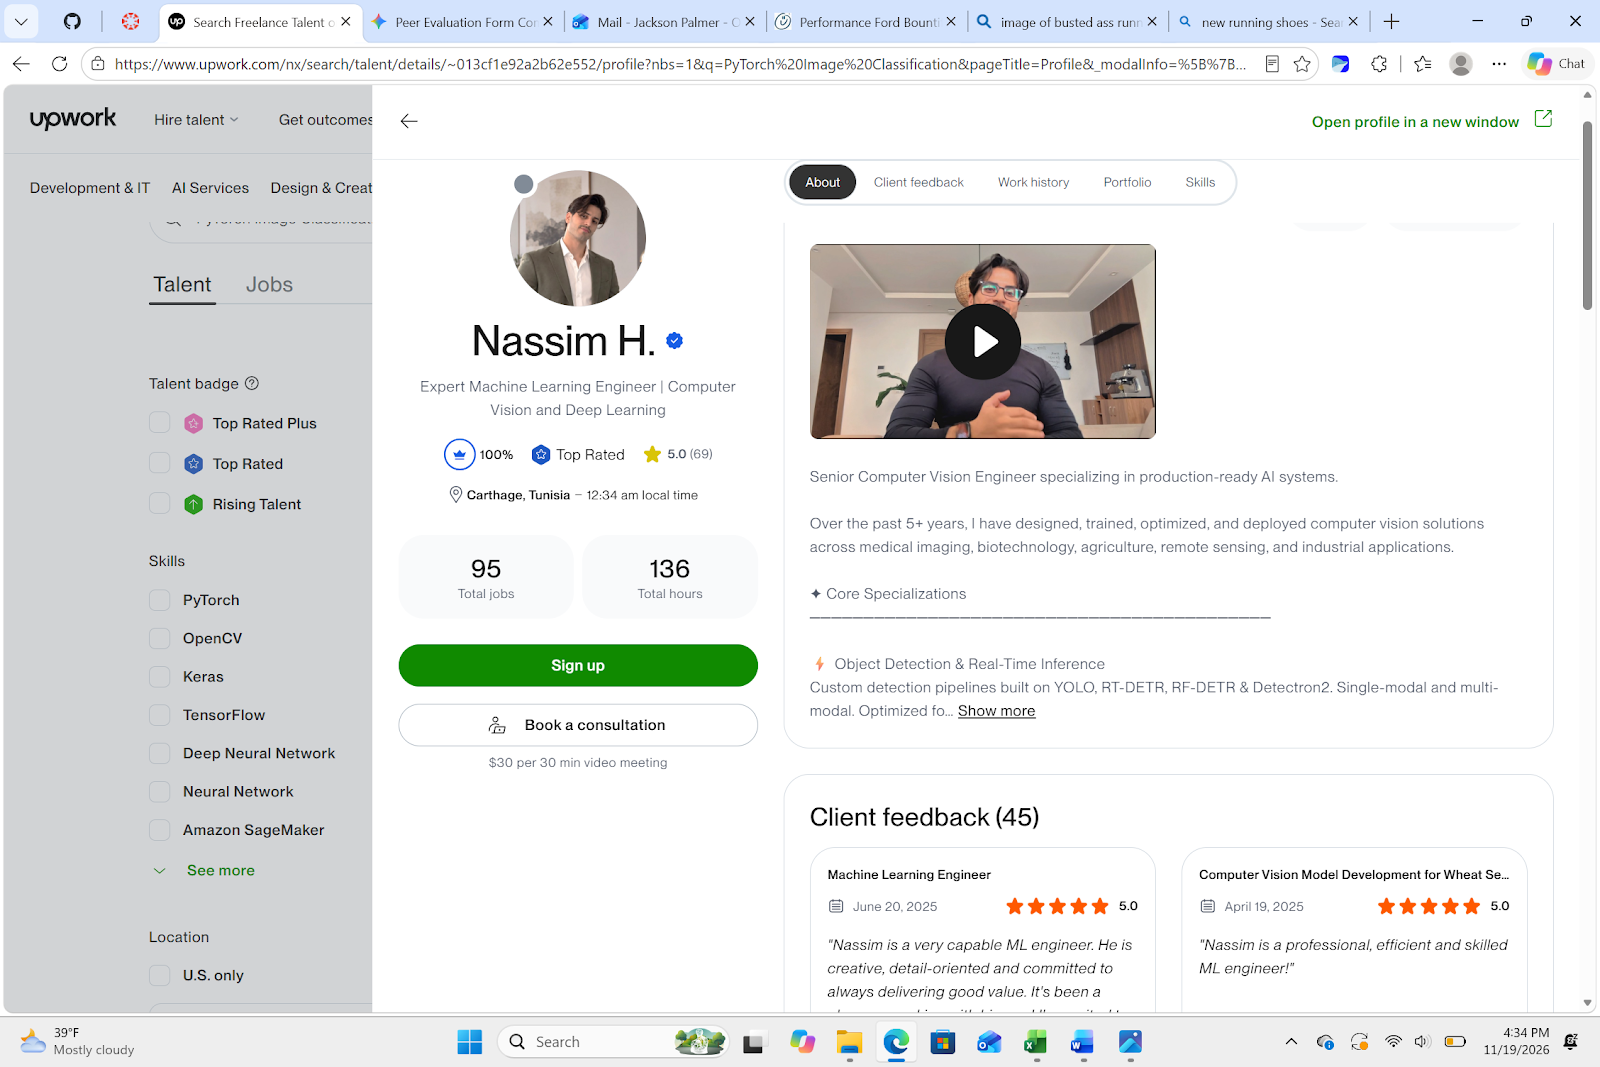 Search Freelance Talent o
Peer Evaluation Form Cor
Mail - Jackson Palmer - O
Performance Ford Bounti
image of busted ass runn
new running shoes - Sea
https://www.upwork.com/nx/search/talent/details/~013cf1e92a2b62e552/profile?nbs=1&q=PyTorch%20Image%20Classification&pageTitle=Profile&_modalInfo=%5B%7B...
Chat
upwork
Hire talent
Get outcomes
Development & IT
AI Services
Design & Creat
PyTorch Image Classificat
Talent
Jobs
Talent badge
Top Rated Plus
Top Rated
Rising Talent
Skills
PyTorch
OpenCV
Keras
TensorFlow
Deep Neural Network
Neural Network
Amazon SageMaker
See more
Location
U.S. only
Open profile in a new window
Nassim H.
Expert Machine Learning Engineer | Computer
Vision and Deep Learning
100%
Top Rated
5.0 (69)
Carthage, Tunisia – 12:34 am local time
95
Total jobs
136
Total hours
Sign up
Book a consultation
$30 per 30 min video meeting
About
Client feedback
Work history
Portfolio
Skills
Senior Computer Vision Engineer specializing in production-ready AI systems.
Over the past 5+ years, I have designed, trained, optimized, and deployed computer vision solutions
across medical imaging, biotechnology, agriculture, remote sensing, and industrial applications.
✦ Core Specializations
⚡ Object Detection & Real-Time Inference
Custom detection pipelines built on YOLO, RT-DETR, RF-DETR & Detectron2. Single-modal and multi-
modal. Optimized fo... Show more
Client feedback (45)
Machine Learning Engineer
June 20, 2025
5.0
"Nassim is a very capable ML engineer. He is
creative, detail-oriented and committed to
always delivering good value. It's been a
Computer Vision Model Development for Wheat Se...
April 19, 2025
5.0
"Nassim is a professional, efficient and skilled
ML engineer!"
39°F
Mostly cloudy
Search
4:34 PM
11/19/2026